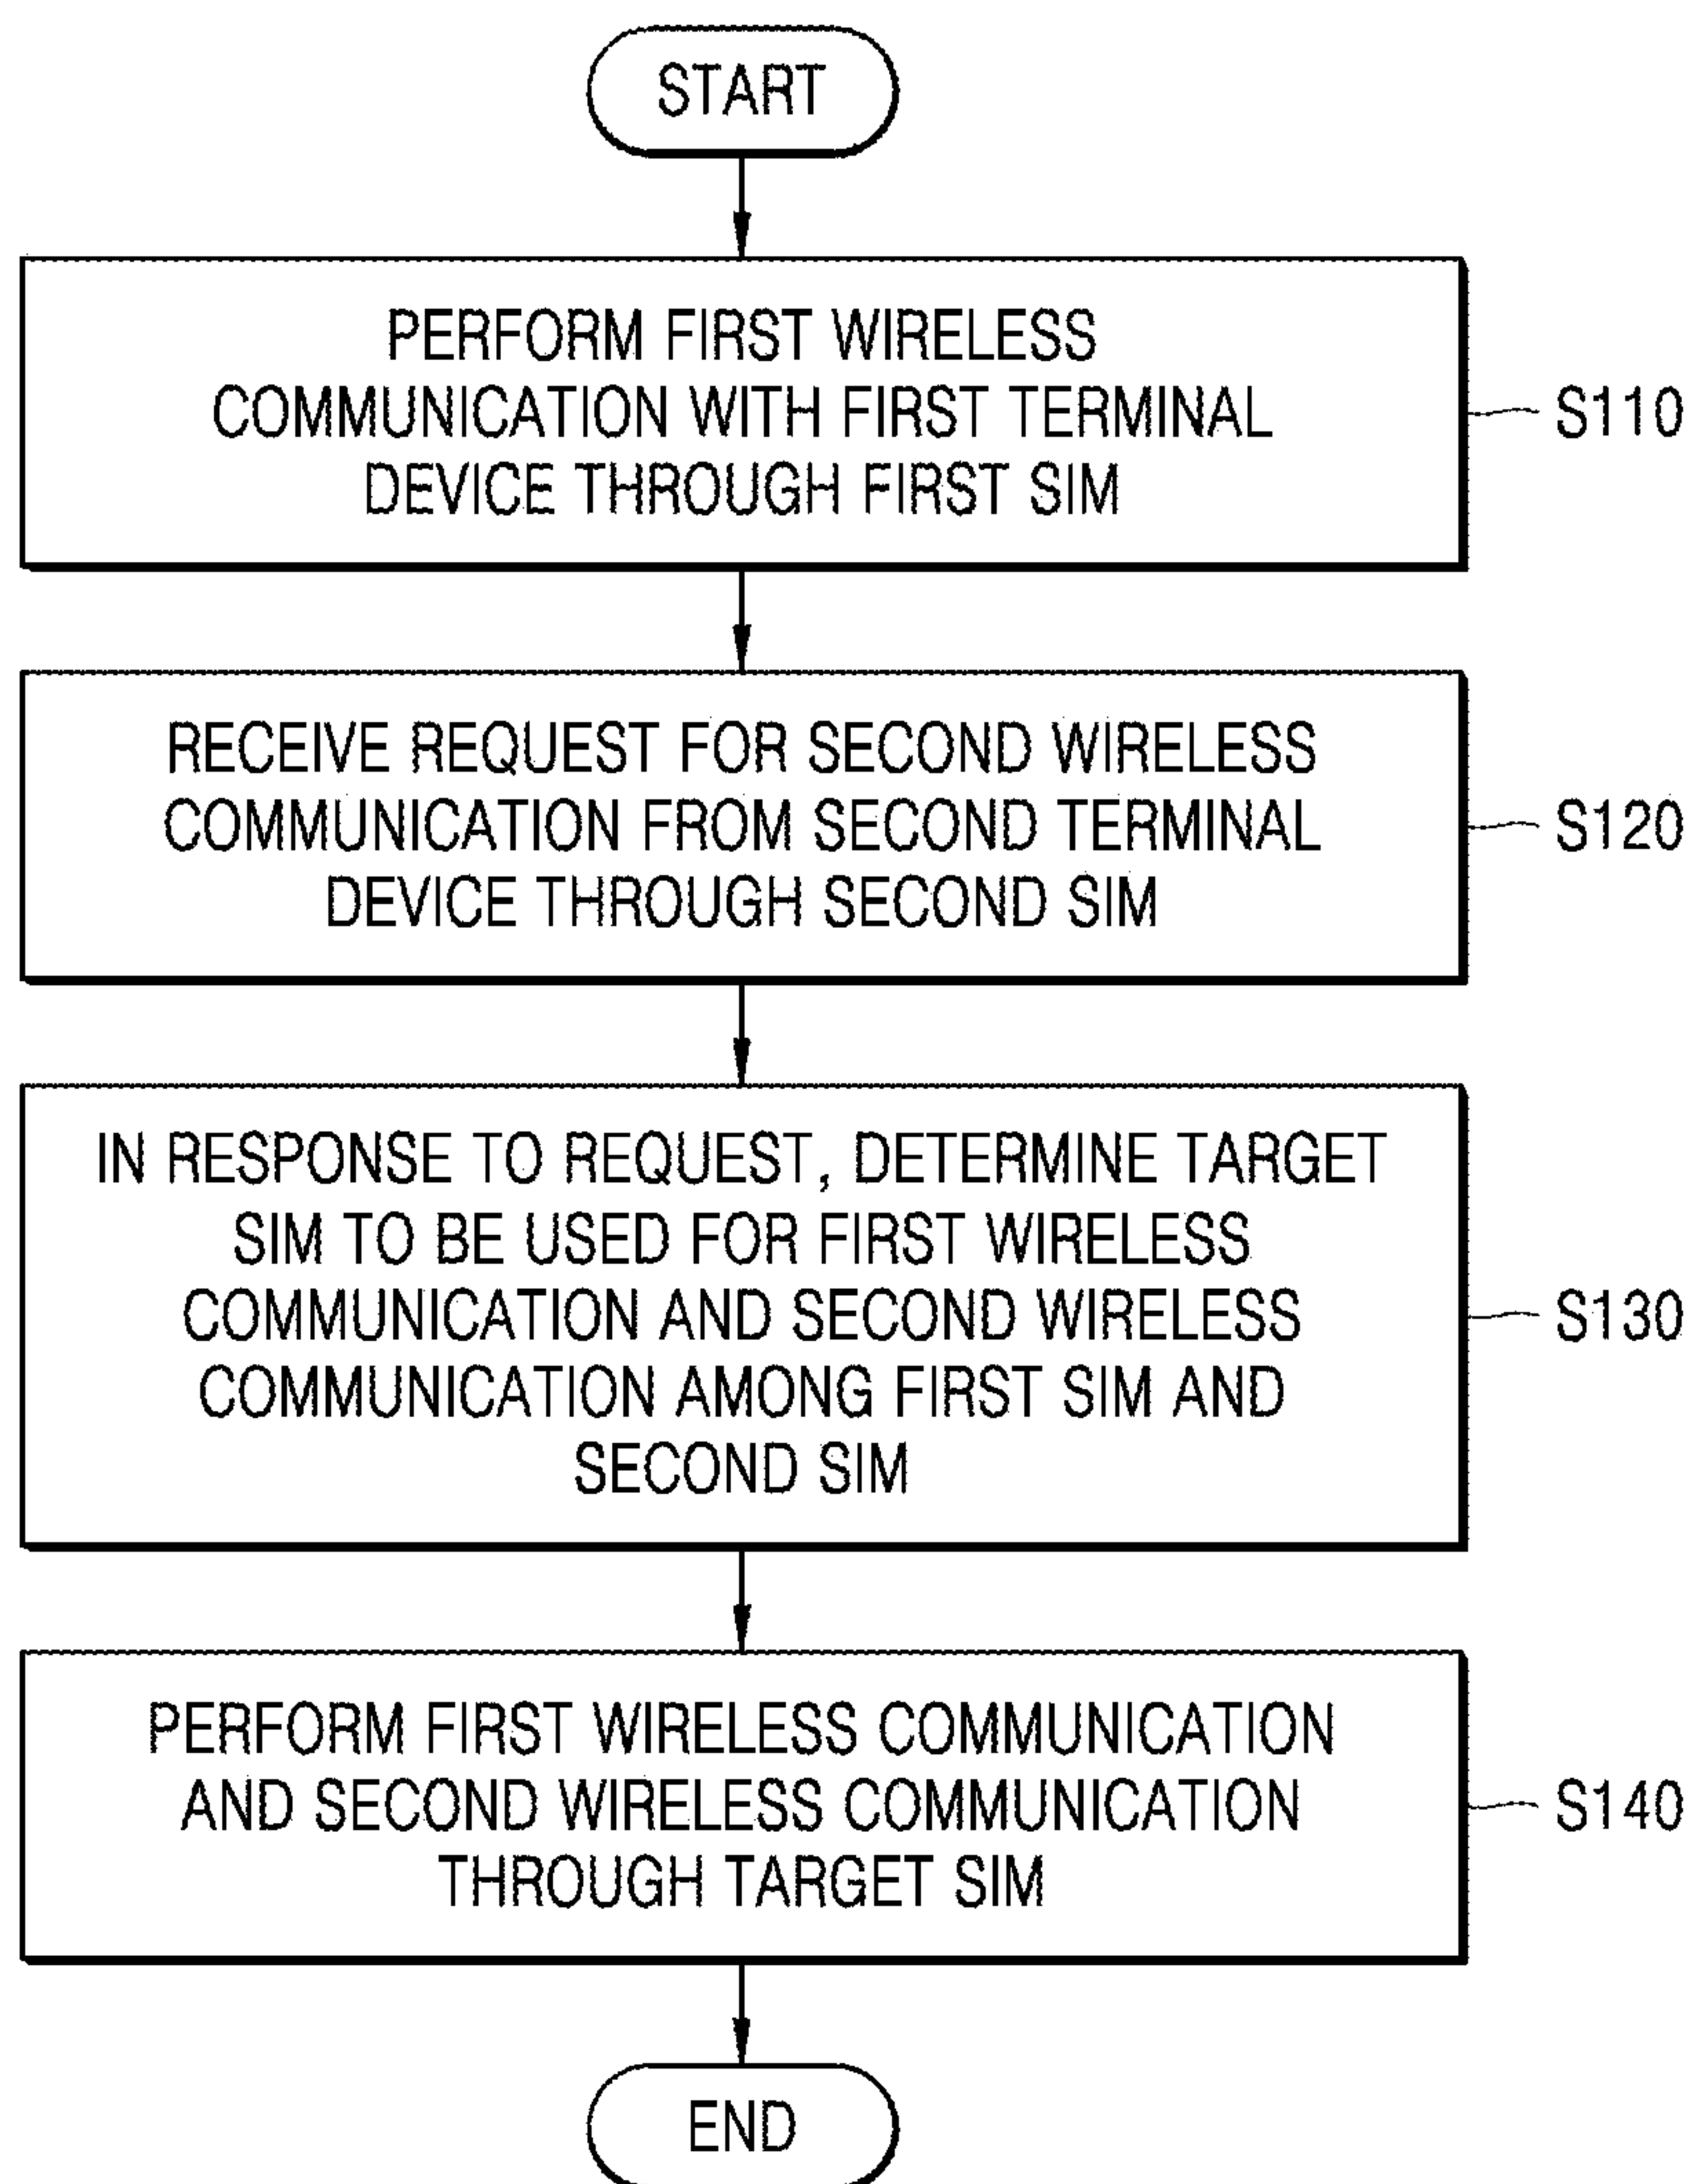 START
PERFORM FIRST WIRELESS
COMMUNICATION WITH FIRST TERMINAL
DEVICE THROUGH FIRST SIM
S110
RECEIVE REQUEST FOR SECOND WIRELESS
COMMUNICATION FROM SECOND TERMINAL
DEVICE THROUGH SECOND SIM
S120
IN RESPONSE TO REQUEST, DETERMINE TARGET
SIM TO BE USED FOR FIRST WIRELESS
COMMUNICATION AND SECOND WIRELESS
COMMUNICATION AMONG FIRST SIM AND
SECOND SIM
S130
PERFORM FIRST WIRELESS COMMUNICATION
AND SECOND WIRELESS COMMUNICATION
THROUGH TARGET SIM
S140
END